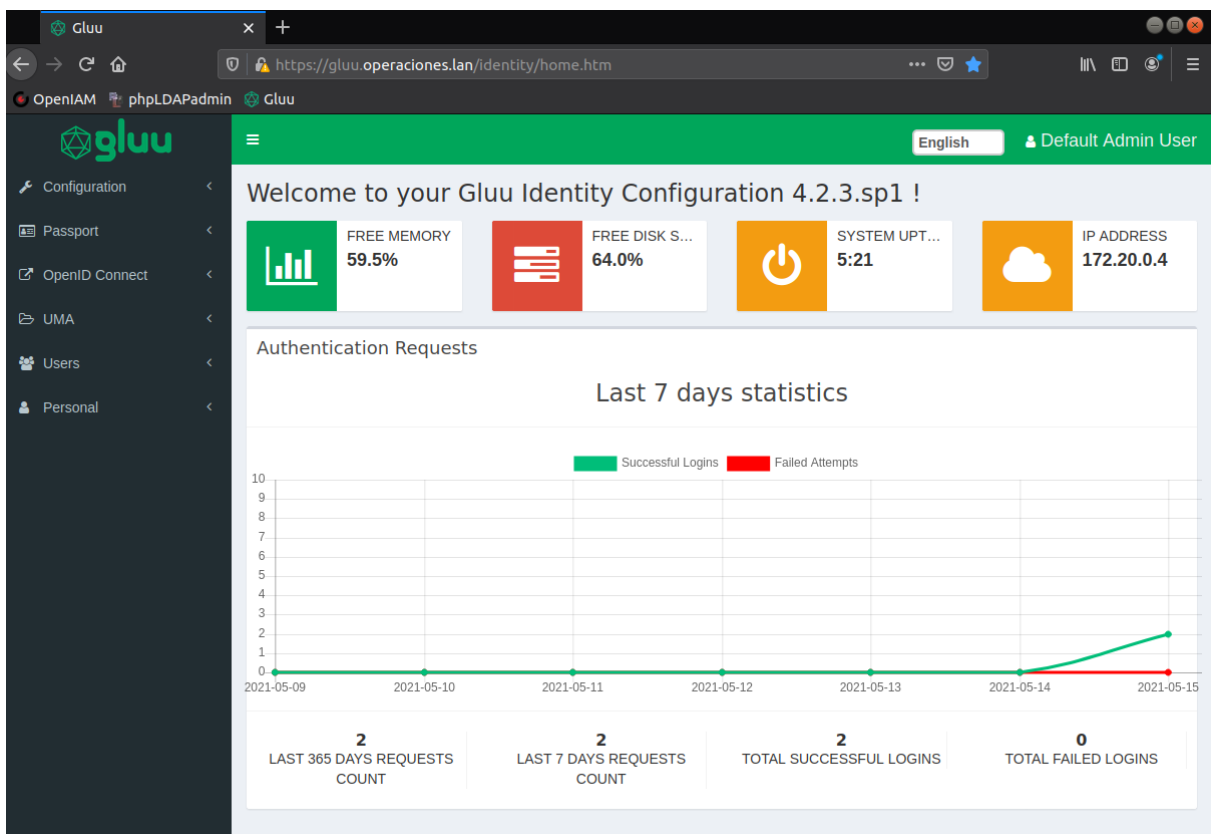 Gluu
https://gluu.operaciones.lan/identity/home.htm
OpenIAM phpLDAPadmin Gluu
gluu
English Default Admin User
Configuration
Passport
OpenID Connect
UMA
Users
Personal
Welcome to your Gluu Identity Configuration 4.2.3.sp1 !
FREE MEMORY
59.5%
FREE DISK S...
64.0%
SYSTEM UPT...
5:21
IP ADDRESS
172.20.0.4
Authentication Requests
Last 7 days statistics
Successful Logins Failed Attempts
10
9
8
7
6
5
4
3
2
1
0
2021-05-09 2021-05-10 2021-05-11 2021-05-12 2021-05-13 2021-05-14 2021-05-15
2
LAST 365 DAYS REQUESTS
COUNT
2
LAST 7 DAYS REQUESTS
COUNT
2
TOTAL SUCCESSFUL LOGINS
0
TOTAL FAILED LOGINS